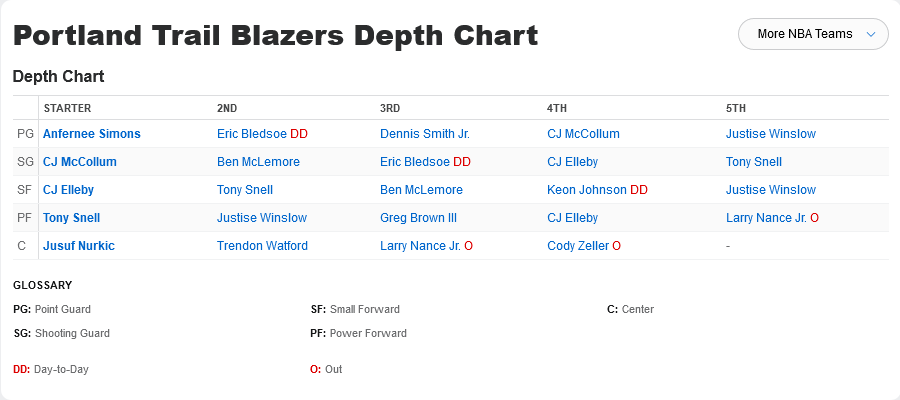 Portland Trail Blazers Depth Chart
More NBA Teams
Depth Chart
STARTER 2ND 3RD 4TH 5TH
PG Anfernee Simons Eric Bledsoe DD Dennis Smith Jr. CJ McCollum Justise Winslow
SG CJ McCollum Ben McLemore Eric Bledsoe DD CJ Elleby Tony Snell
SF CJ Elleby Tony Snell Ben McLemore Keon Johnson DD Justise Winslow
PF Tony Snell Justise Winslow Greg Brown III CJ Elleby Larry Nance Jr. O
C Jusuf Nurkic Trendon Watford Larry Nance Jr. O Cody Zeller O -
GLOSSARY
PG: Point Guard SF: Small Forward C: Center
SG: Shooting Guard PF: Power Forward
DD: Day-to-Day O: Out